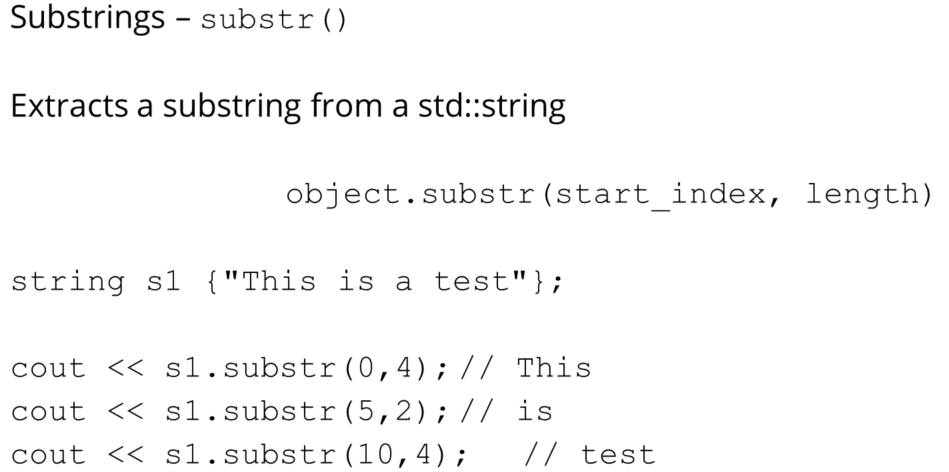 Substrings – substr()
Extracts a substring from a std::string
object.substr(start_index, length)
string s1 {"This is a test"};
cout << s1.substr(0,4);// This
cout << s1.substr(5,2);// is
cout << s1.substr(10,4);   // test